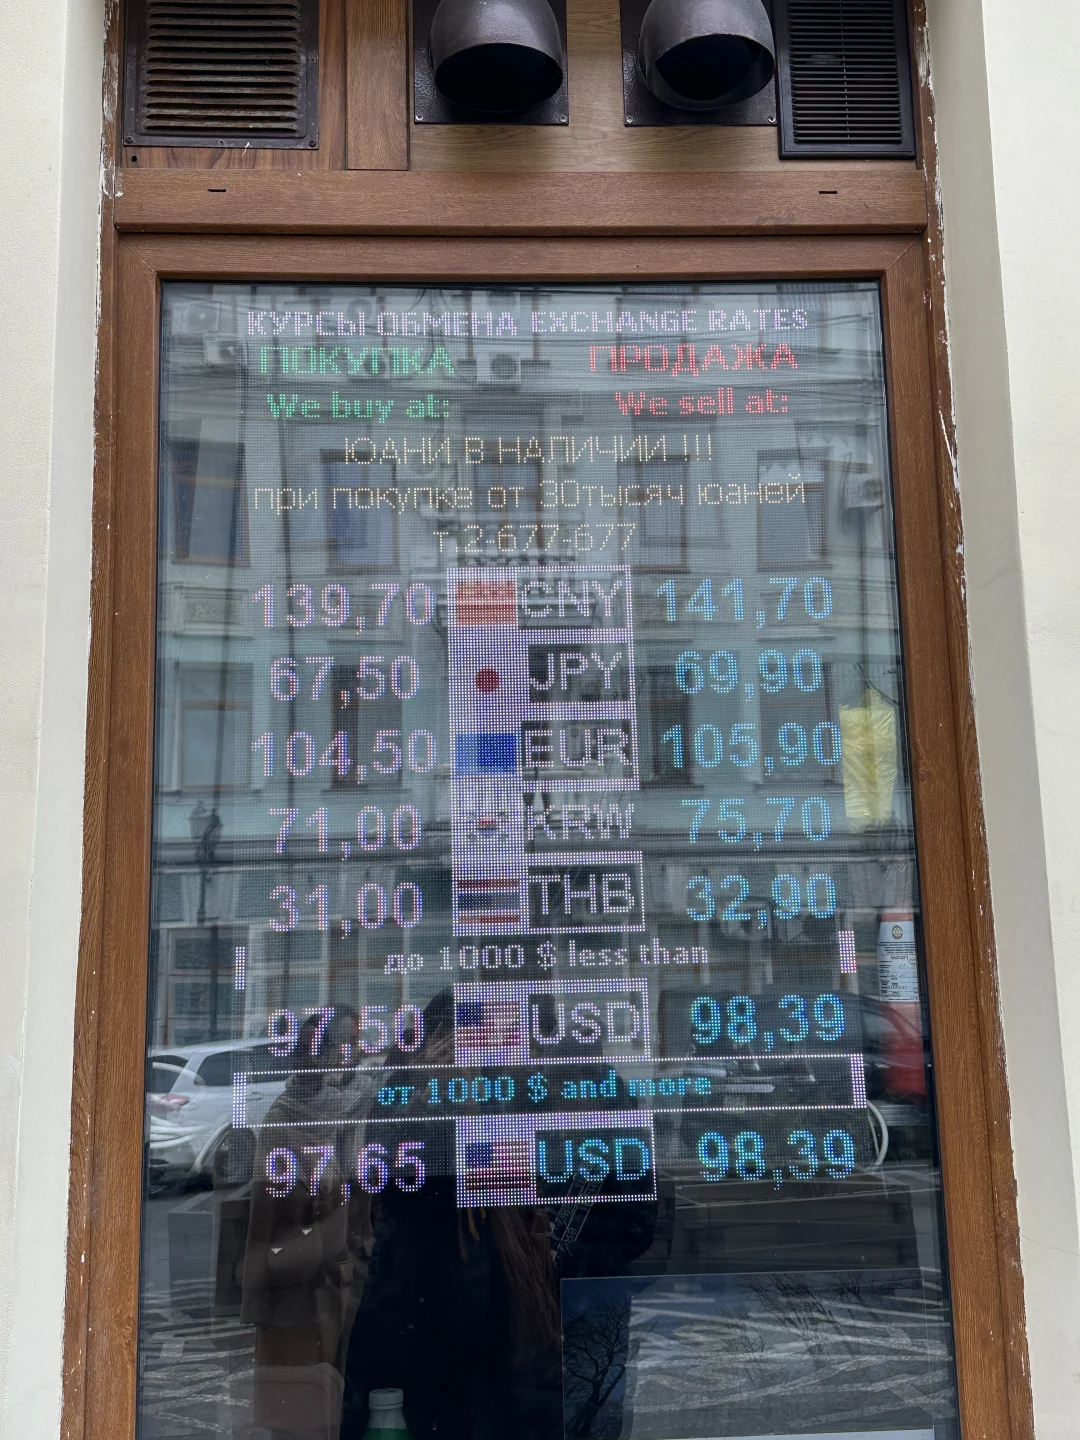 КУРСЫ ОБМЕНА EXCHANGE RATES
ПОКУПКА ПРОДАЖА
We buy at: We sell at:
ЮАНИ В НАЛИЧИИ !!!
при покупке от 30тысяч юаней
т.2-677-677
139,70 CNY 141,70
67,50 JPY 69,90
104,50 EUR 105,90
71,00 KRW 75,70
31,00 THB 32,90
до 1000 $ less than
97,50 USD 98,39
от 1000 $ and more
97,65 USD 98,39